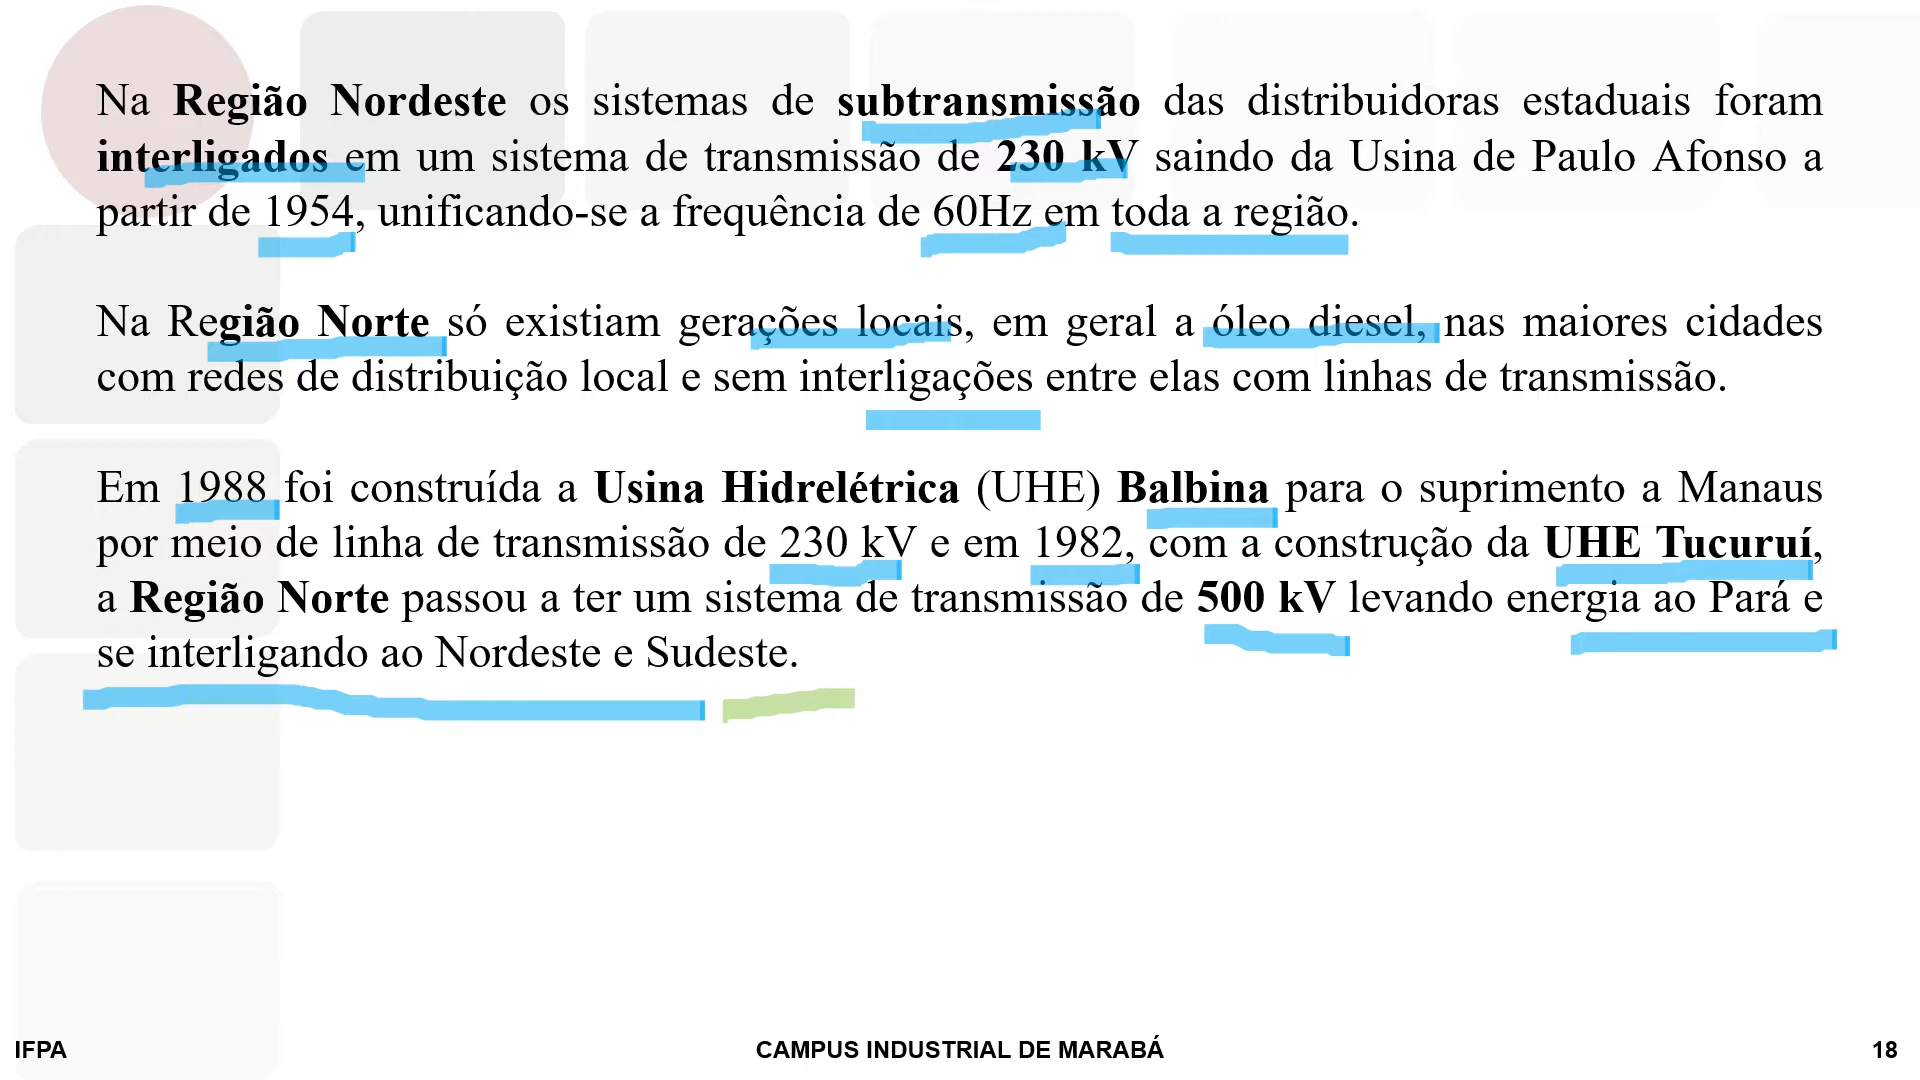 Na Região Nordeste os sistemas de subtransmissão das distribuidoras estaduais foram
interligados em um sistema de transmissão de 230 kV saindo da Usina de Paulo Afonso a
partir de 1954, unificando-se a frequência de 60Hz em toda a região.
Na Região Norte só existiam gerações locais, em geral a óleo diesel, nas maiores cidades
com redes de distribuição local e sem interligações entre elas com linhas de transmissão.
Em 1988 foi construída a Usina Hidrelétrica (UHE) Balbina para o suprimento a Manaus
por meio de linha de transmissão de 230 kV e em 1982, com a construção da UHE Tucuruí,
a Região Norte passou a ter um sistema de transmissão de 500 kV levando energia ao Pará e
se interligando ao Nordeste e Sudeste.
IFPA
CAMPUS INDUSTRIAL DE MARABÁ
18